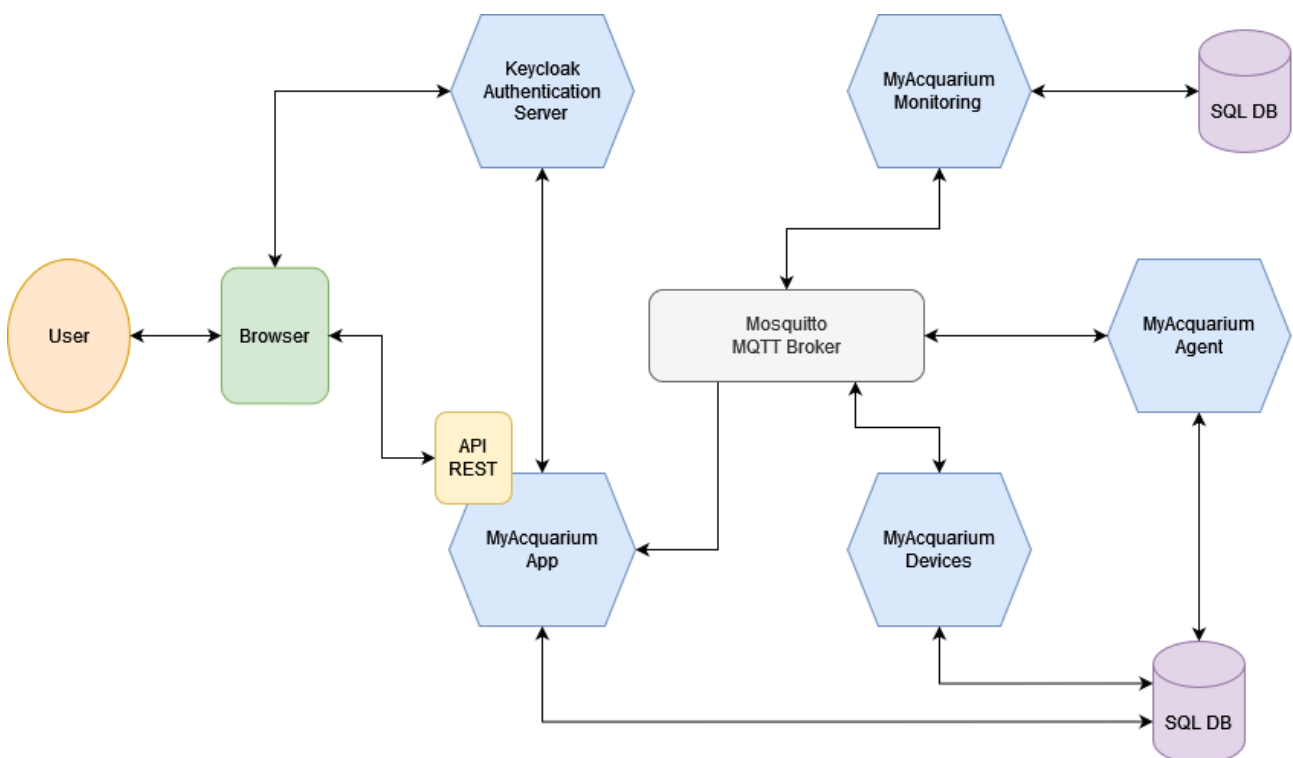 Keycloak
Authentication
Server
MyAcquarium
Monitoring
SQL DB
User
Browser
Mosquitto
MQTT Broker
MyAcquarium
Agent
API
REST
MyAcquarium
App
MyAcquarium
Devices
SQL DB